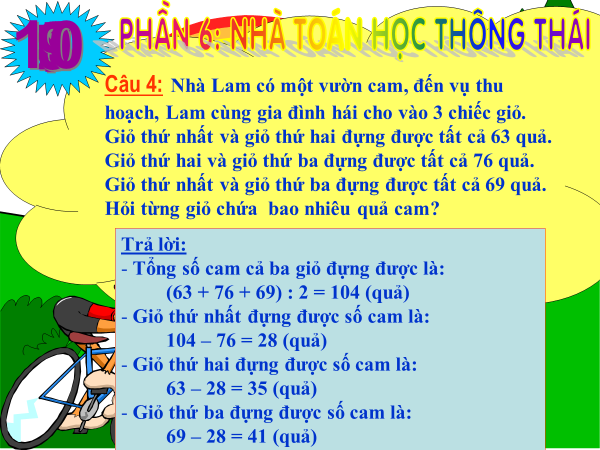 PHẦN 6: NHÀ TOÁN HỌC THÔNG THÁI
Câu 4: Nhà Lam có một vườn cam, đến vụ thu
hoạch, Lam cùng gia đình hái cho vào 3 chiếc giỏ.
Giỏ thứ nhất và giỏ thứ hai đựng được tất cả 63 quả.
Giỏ thứ hai và giỏ thứ ba đựng được tất cả 76 quả.
Giỏ thứ nhất và giỏ thứ ba đựng được tất cả 69 quả.
Hỏi từng giỏ chứa bao nhiêu quả cam?
Trả lời:
- Tổng số cam cả ba giỏ đựng được là:
(63 + 76 + 69) : 2 = 104 (quả)
- Giỏ thứ nhất đựng được số cam là:
104 – 76 = 28 (quả)
- Giỏ thứ hai đựng được số cam là:
63 – 28 = 35 (quả)
- Giỏ thứ ba đựng được số cam là:
69 – 28 = 41 (quả)